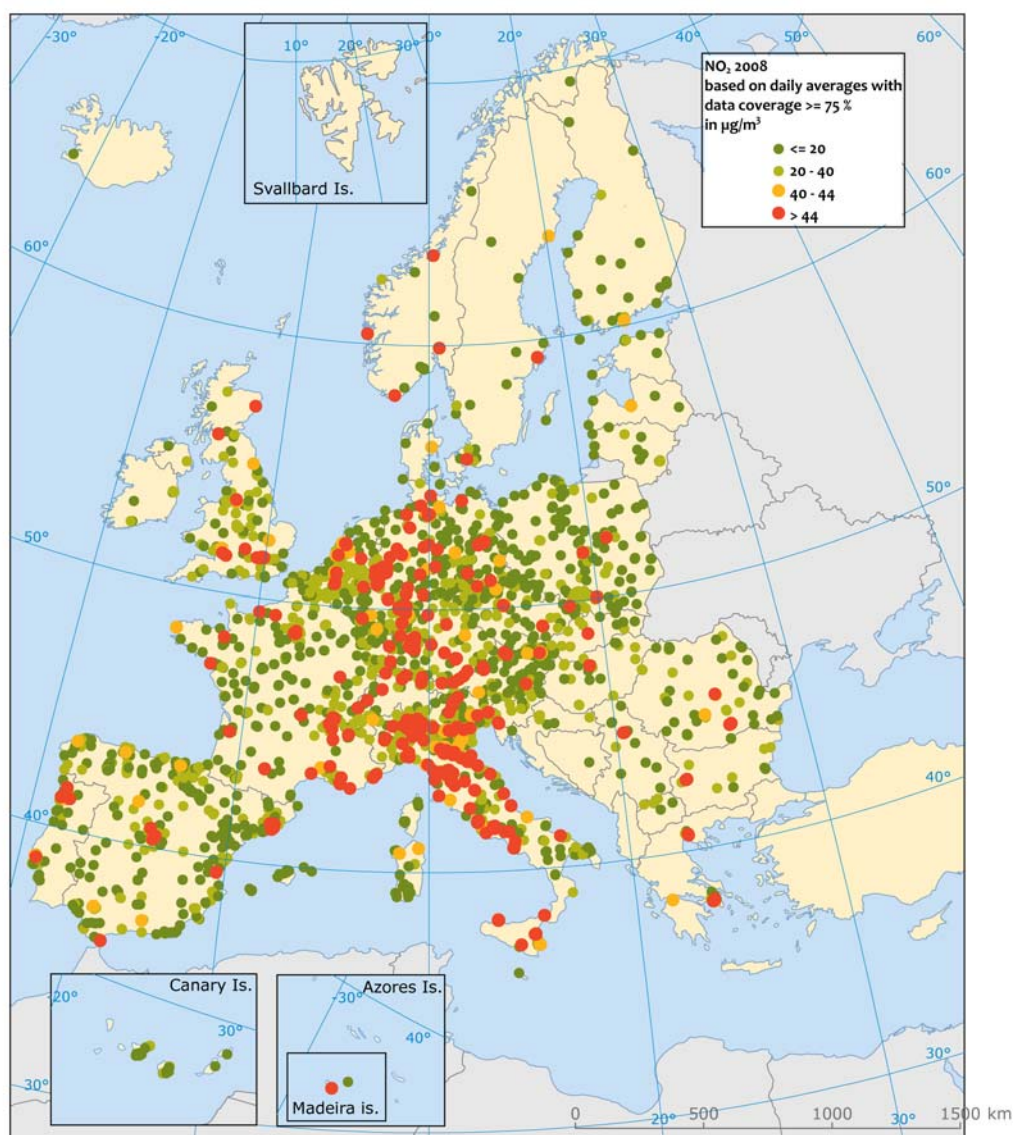 -30°
-20°
10°
20°
30°
0°
20°
30°
40°
50°
60°
Svallbard Is.
NO₂ 2008
based on daily averages with
data coverage >= 75 %
in µg/m³
<= 20
20 - 40
40 - 44
> 44
60°
60°
50°
50°
40°
40°
Canary Is.
-20°
30°
Azores Is.
-30°
40°
Madeira is.
30°
30°
0 500 1000 1500 km
20°
30°